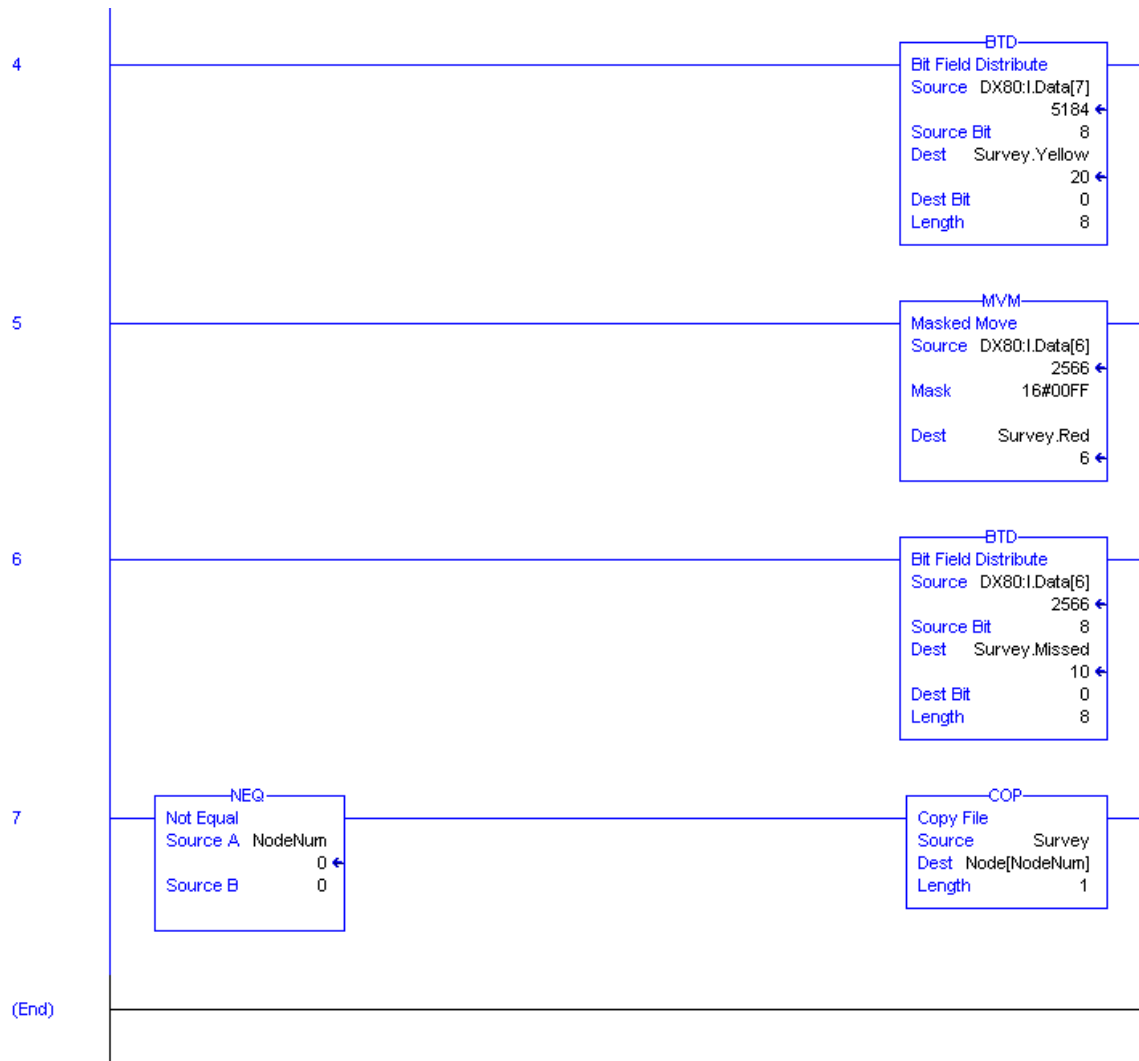 4
BTD
Bit Field Distribute
Source DX80:I.Data[7]
5184
Source Bit 8
Dest Survey.Yellow
20
Dest Bit 0
Length 8
5
MVM
Masked Move
Source DX80:I.Data[6]
2566
Mask 16#00FF
Dest Survey.Red
6
6
BTD
Bit Field Distribute
Source DX80:I.Data[6]
2566
Source Bit 8
Dest Survey.Missed
10
Dest Bit 0
Length 8
7
NEQ
Not Equal
Source A NodeNum
0
Source B 0
COP
Copy File
Source Survey
Dest Node[NodeNum]
Length 1
(End)